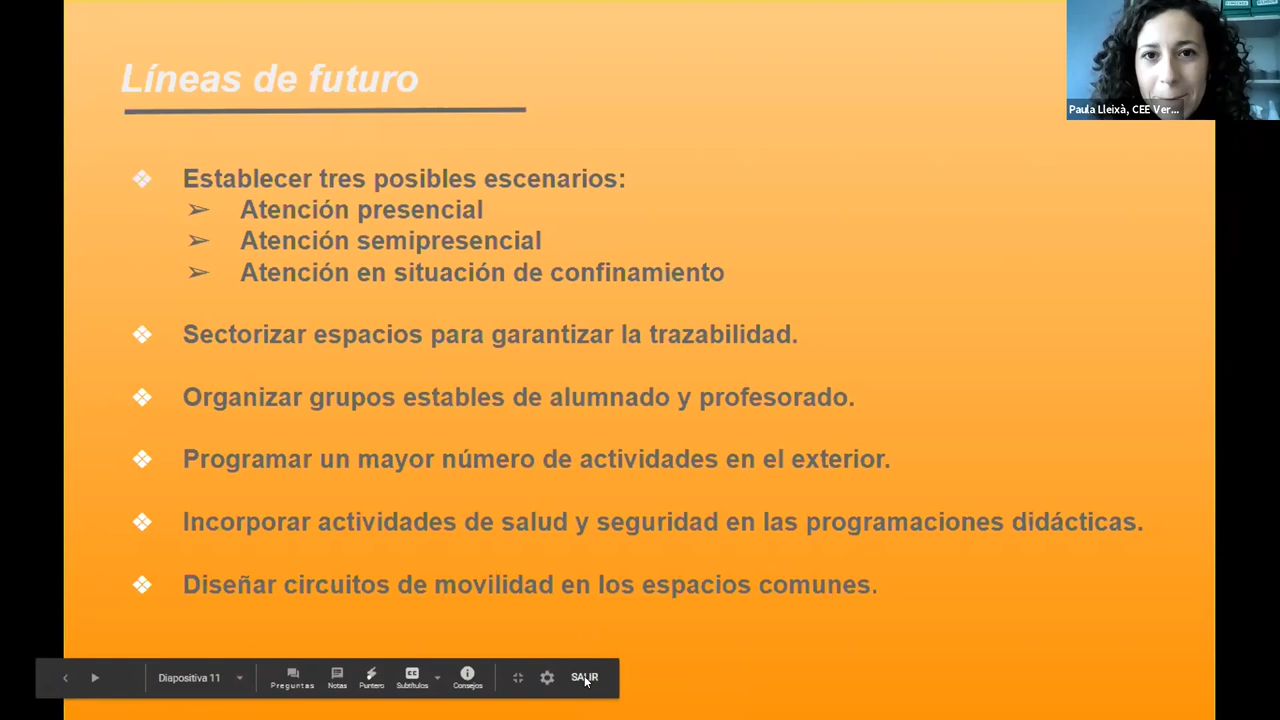 Líneas de futuro
Paula Lleixà, CEE Ver...
Establecer tres posibles escenarios:
Atención presencial
Atención semipresencial
Atención en situación de confinamiento
Sectorizar espacios para garantizar la trazabilidad.
Organizar grupos estables de alumnado y profesorado.
Programar un mayor número de actividades en el exterior.
Incorporar actividades de salud y seguridad en las programaciones didácticas.
Diseñar circuitos de movilidad en los espacios comunes.
Diapositiva 11
Preguntas
Notas
Puntero
Subtítulos
Consejos
SALIR